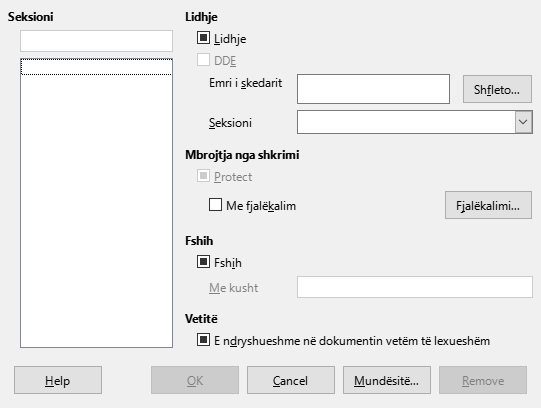 Seksioni
Lidhje
Lidhje
DDE
Emri i skedarit
Shfleto...
Seksioni
Mbrojtja nga shkrimi
Protect
Me fjalëkalim
Fjalëkalimi...
Fshih
Fshih
Me kusht
Vetitë
E ndryshueshme në dokumentin vetëm të lexueshëm
Help
OK
Cancel
Mundësitë...
Remove